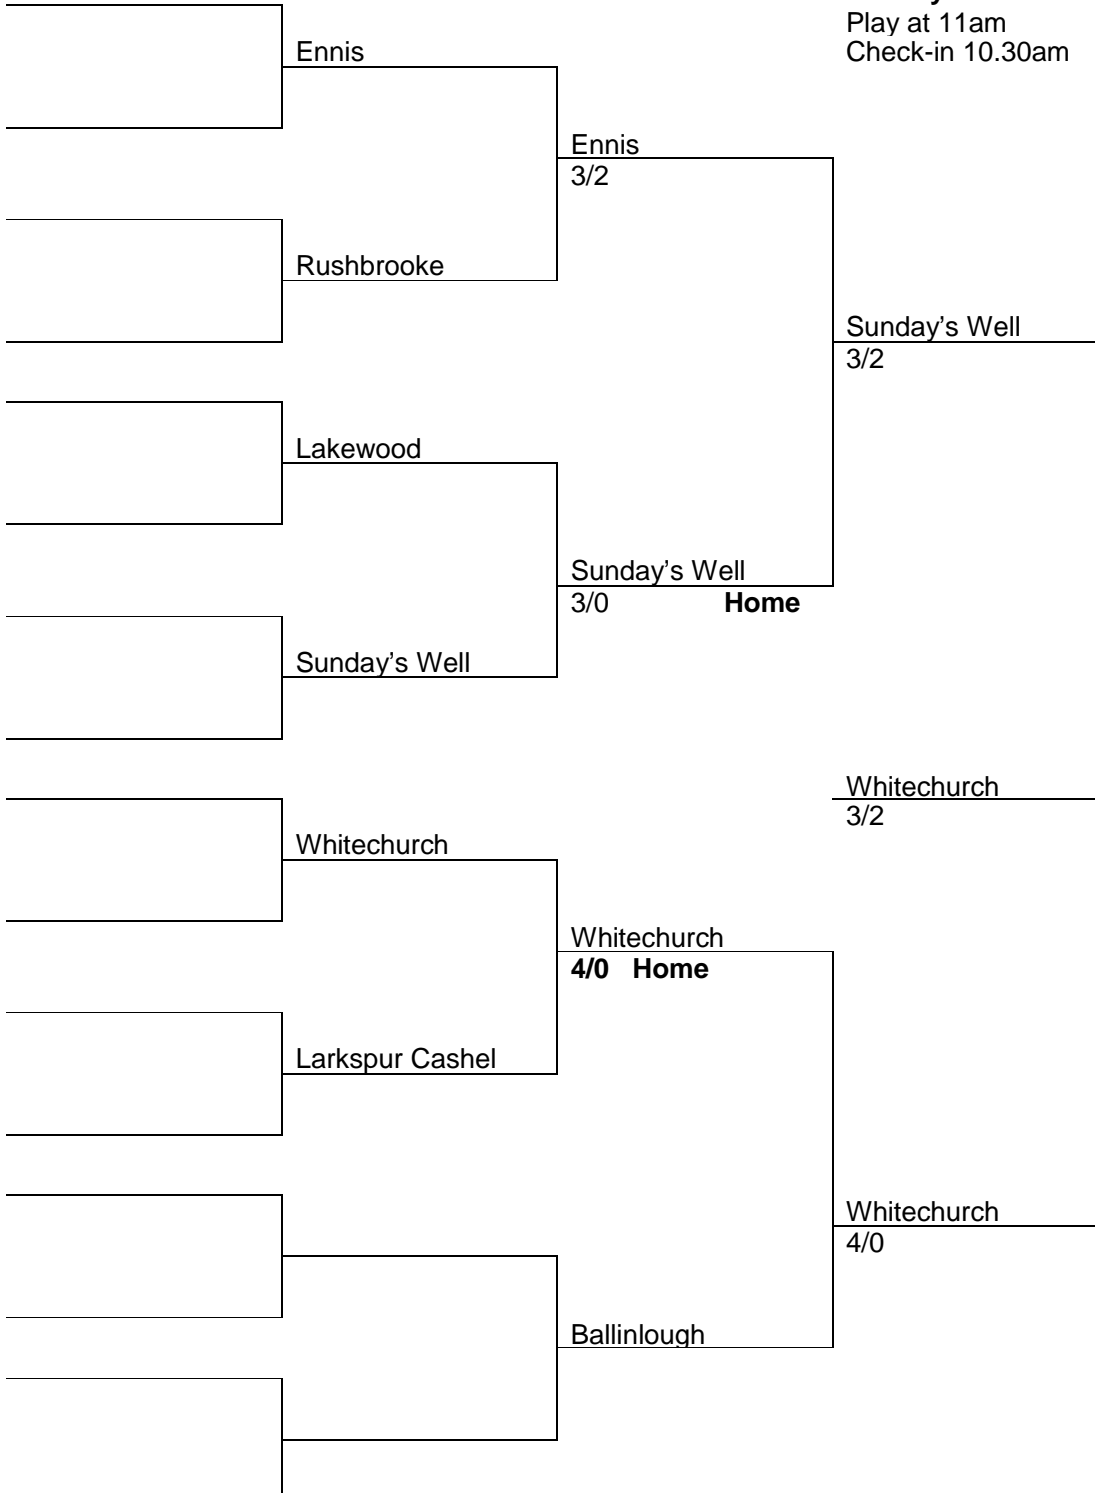 Play at 11am
Check-in 10.30am
Ennis
Ennis
3/2
Rushbrooke
Sunday’s Well
3/2
Lakewood
Sunday’s Well
3/0 Home
Sunday’s Well
Whitechurch
3/2
Whitechurch
Whitechurch
4/0 Home
Larkspur Cashel
Whitechurch
4/0
Ballinlough